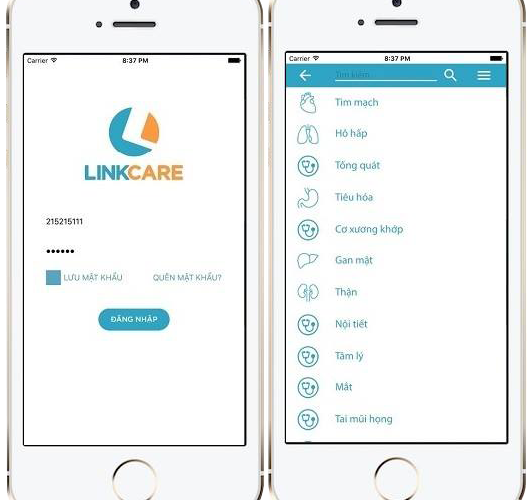 Carrier 8:37 PM
LINKCARE
215215111
••••••
LƯU MẬT KHẨU QUÊN MẬT KHẨU?
ĐĂNG NHẬP
Carrier 8:37 PM
Tìm kiếm
Tim mạch
Hô hấp
Tổng quát
Tiêu hóa
Cơ xương khớp
Gan mật
Thận
Nội tiết
Tâm lý
Mắt
Tai mũi họng